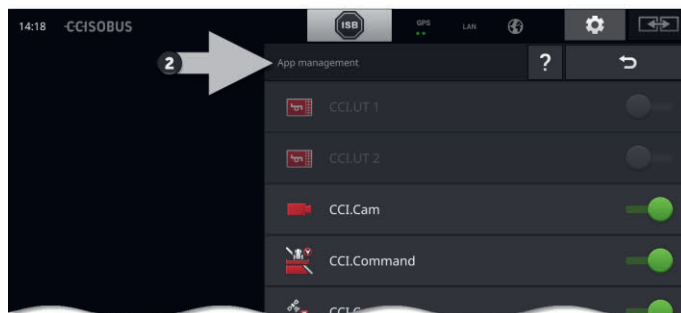 14:18 CCISOBUS ISB GPS LAN
2 App management ?
CCI.UT 1
CCI.UT 2
CCI.Cam
CCI.Command